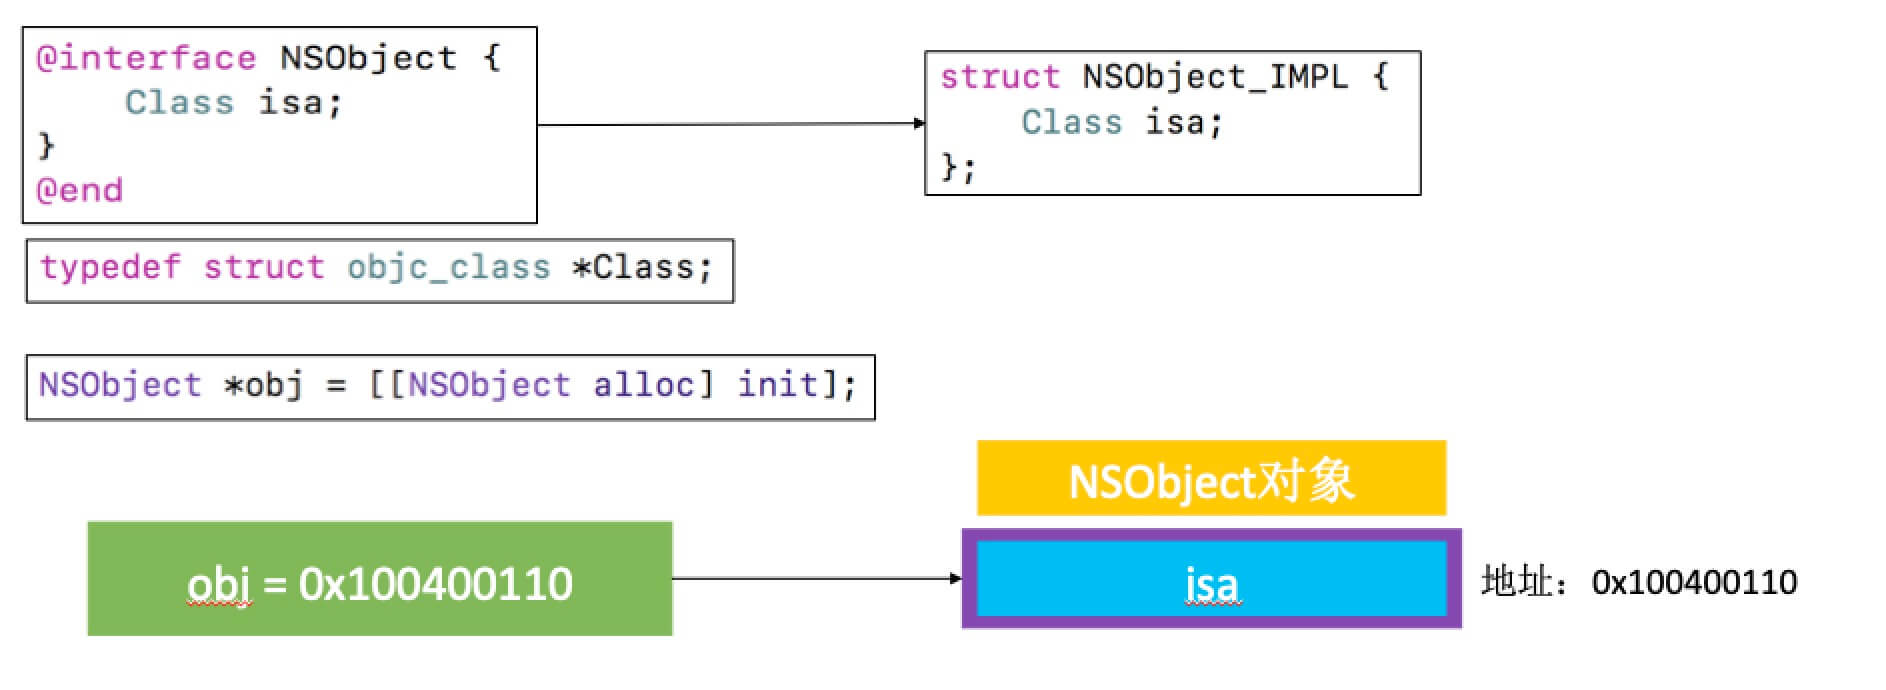 @interface NSObject {
    Class isa;
}
@end
struct NSObject_IMPL {
    Class isa;
};
typedef struct objc_class *Class;
NSObject *obj = [[NSObject alloc] init];
NSObject对象
obj = 0x100400110
isa
地址：0x100400110